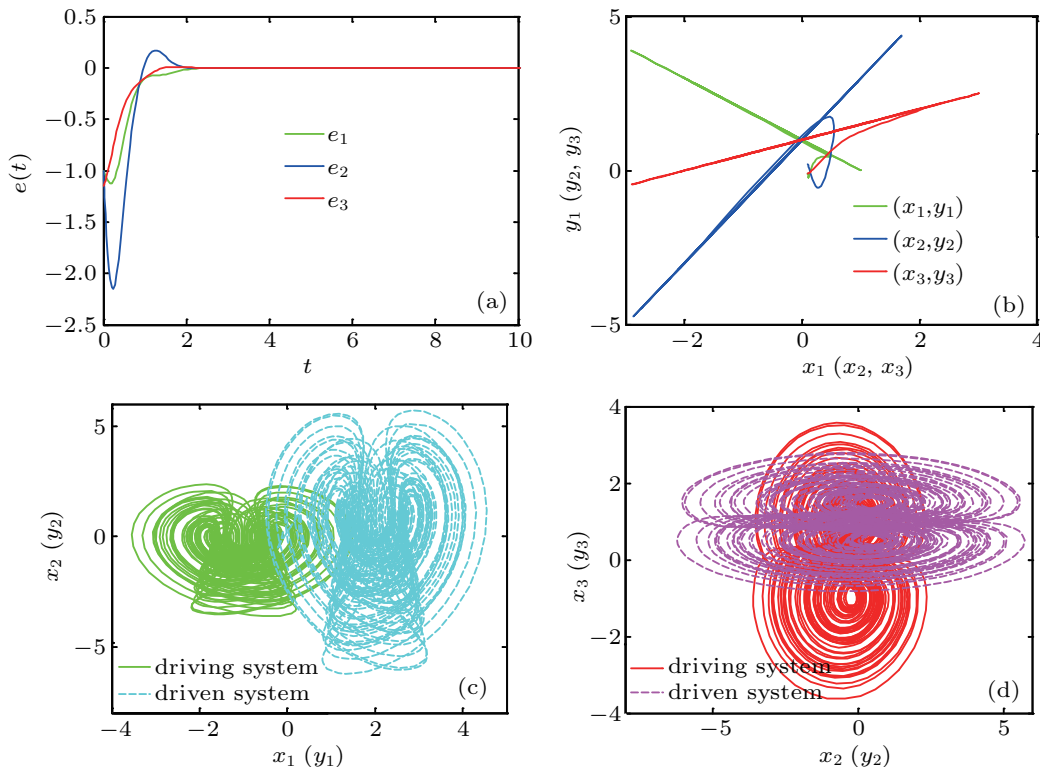 0.5
0
−0.5
−1.0
−1.5
−2.0
−2.5
e(t)
e₁
e₂
e₃
(a)
0 2 4 6 8 10
t
5
0
−5
y₁ (y₂, y₃)
(x₁,y₁)
(x₂,y₂)
(x₃,y₃)
(b)
−2 0 2 4
x₁ (x₂, x₃)
5
0
−5
x₂ (y₂)
driving system
driven system
(c)
−4 −2 0 2 4
x₁ (y₁)
4
2
0
−2
−4
x₃ (y₃)
driving system
driven system
(d)
−5 0 5
x₂ (y₂)